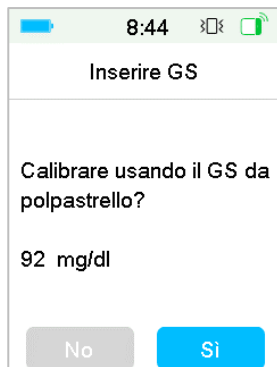 8:44
Inserire GS
Calibrare usando il GS da
polpastrello?
92 mg/dl
No
Sì